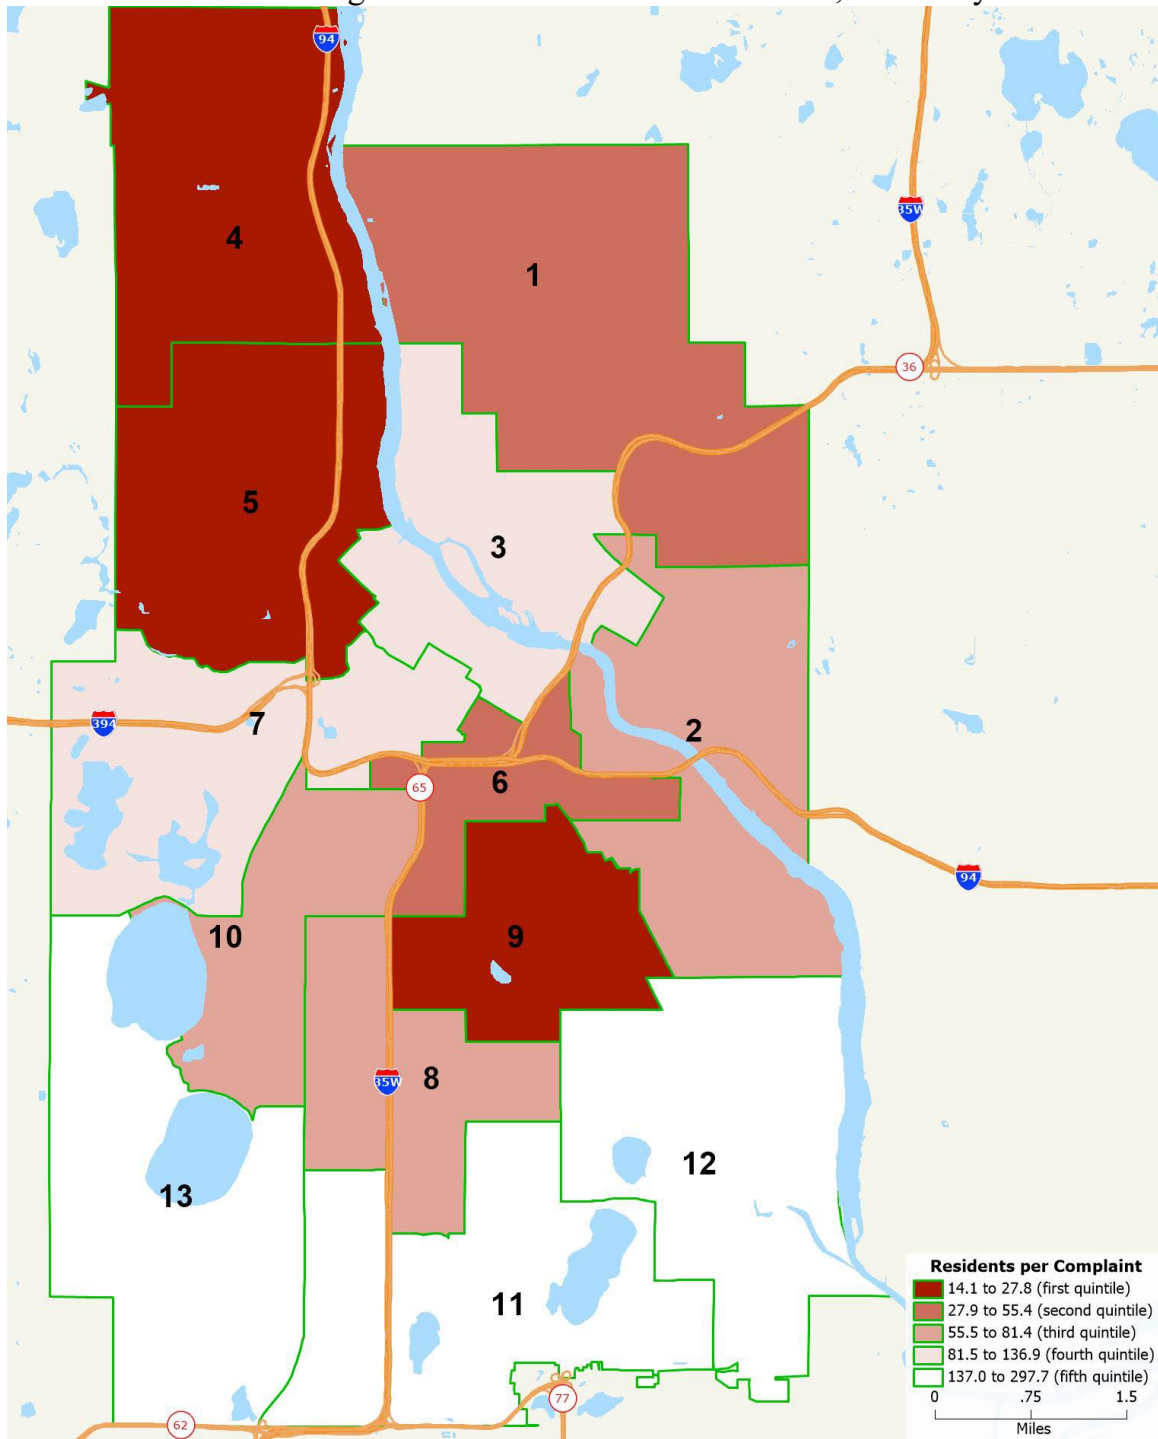 94
4
1
35W
36
5
3
394
7
2
65
6
94
10
9
35W
8
12
13
11
77
62
Residents per Complaint
14.1 to 27.8 (first quintile)
27.9 to 55.4 (second quintile)
55.5 to 81.4 (third quintile)
81.5 to 136.9 (fourth quintile)
137.0 to 297.7 (fifth quintile)
0 .75 1.5
Miles